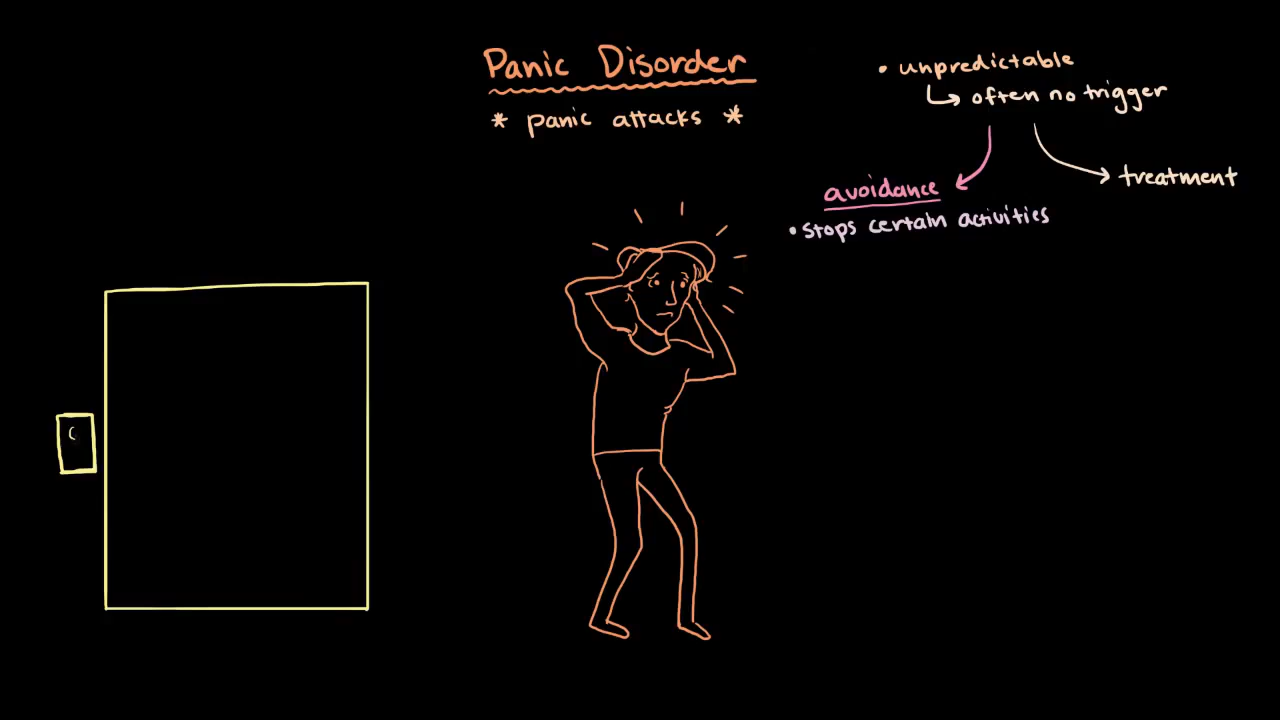 Panic Disorder
* panic attacks *
• unpredictable
↳ often no trigger
avoidance
• stops certain activities
treatment